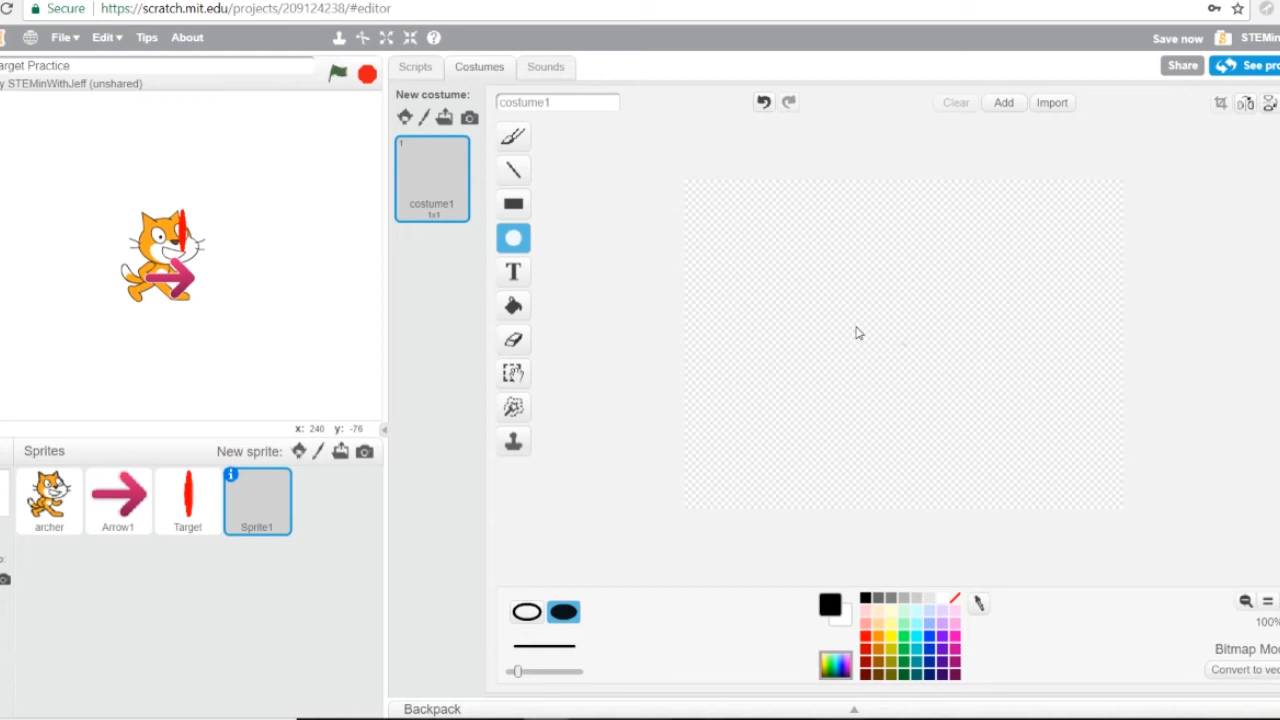 Secure https://scratch.mit.edu/projects/209124238/#editor
File Edit Tips About Save now STEMin
arget Practice
y STEMinWithJeff (unshared)
Scripts Costumes Sounds Share See pro
New costume:
costume1 Clear Add Import
1
costume1
1x1
T
x: 240 y: -76
Sprites New sprite:
archer Arrow1 Target Sprite1
100%
Bitmap Mo
Convert to vec
Backpack